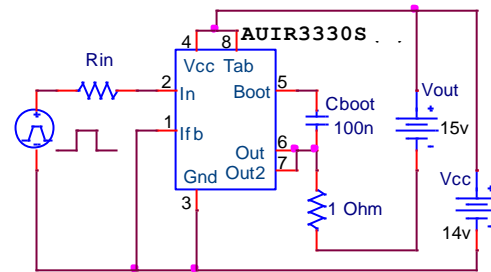 4 8 AUIR3330S . .
Rin
Vcc Tab
2 In Boot 5
Vout
Cboot
100n
15v
1 Ifb
Out 6
Out2 7
Gnd
Vcc
3
1 Ohm
14v